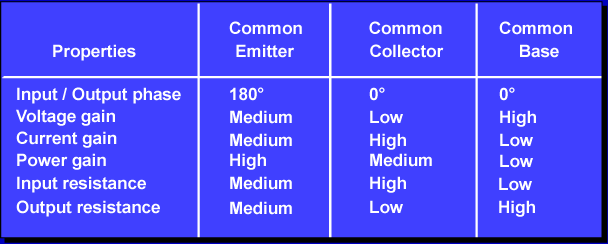 Properties Common Emitter Common Collector Common Base
Input / Output phase 180° 0° 0°
Voltage gain Medium Low High
Current gain Medium High Low
Power gain High Medium Low
Input resistance Medium High Low
Output resistance Medium Low High